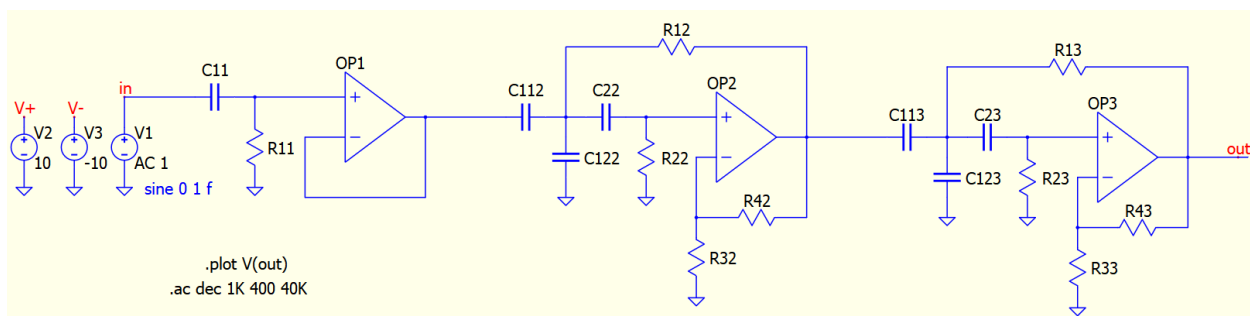 R12
R13
OP1
OP2
OP3
in
C11
C112
C22
C113
C23
V+
V-
V2
V3
V1
10
-10
AC 1
sine 0 1 f
R11
C122
R22
C123
R23
out
R42
R43
R32
R33
.plot V(out)
.ac dec 1K 400 40K